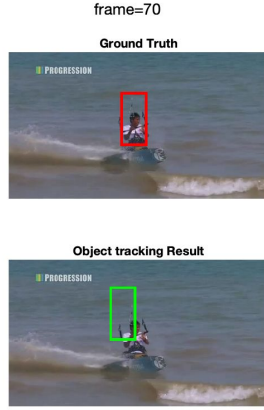 frame=70
Ground Truth
PROGRESSION
Object tracking Result
PROGRESSION